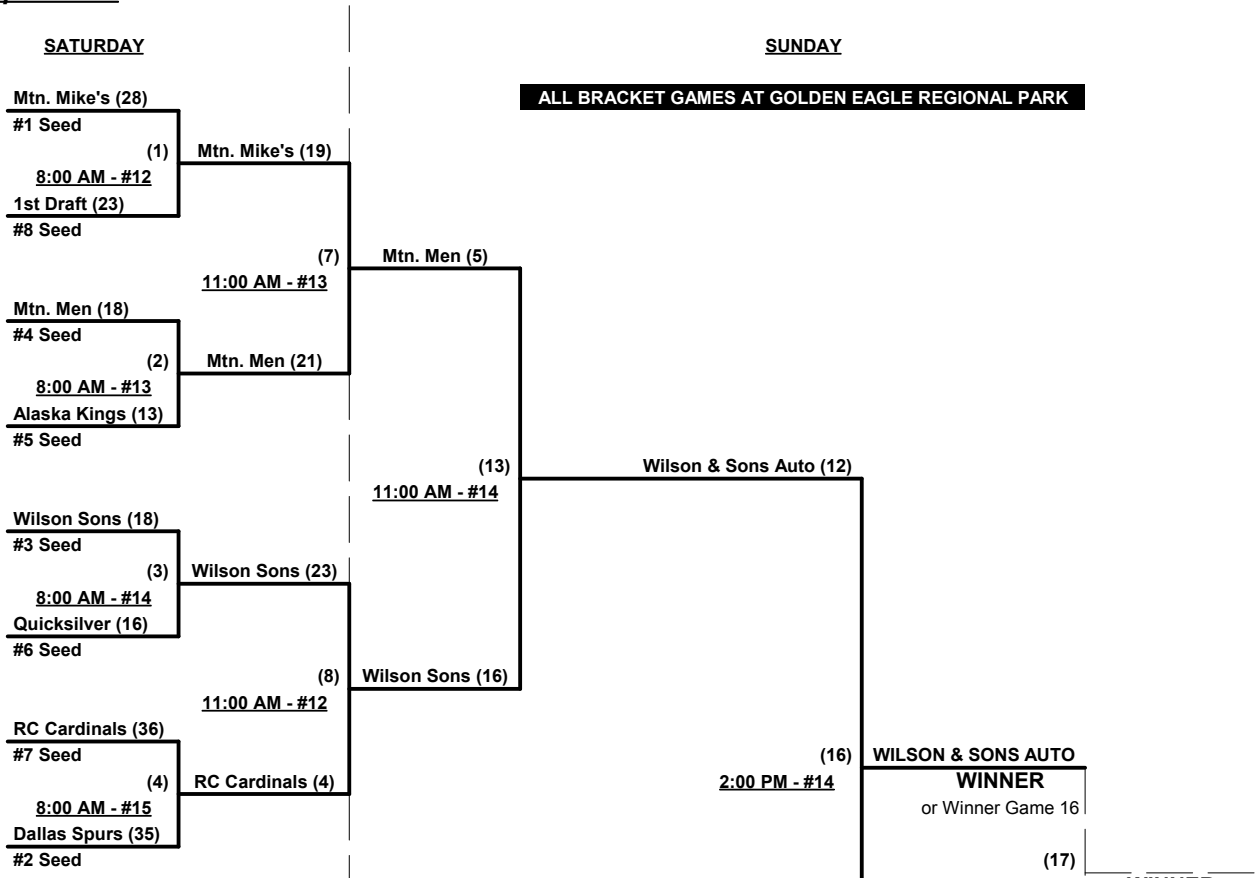 SATURDAY
SUNDAY
ALL BRACKET GAMES AT GOLDEN EAGLE REGIONAL PARK
Mtn. Mike's (28)
#1 Seed
(1)
Mtn. Mike's (19)
8:00 AM - #12
1st Draft (23)
#8 Seed
(7)
Mtn. Men (5)
11:00 AM - #13
Mtn. Men (18)
#4 Seed
(2)
Mtn. Men (21)
8:00 AM - #13
Alaska Kings (13)
#5 Seed
(13)
Wilson & Sons Auto (12)
11:00 AM - #14
Wilson Sons (18)
#3 Seed
(3)
Wilson Sons (23)
8:00 AM - #14
Quicksilver (16)
#6 Seed
(8)
Wilson Sons (16)
11:00 AM - #12
RC Cardinals (36)
#7 Seed
(16)
WILSON & SONS AUTO
(4)
RC Cardinals (4)
2:00 PM - #14
WINNER
8:00 AM - #15
or Winner Game 16
Dallas Spurs (35)
#2 Seed
(17)